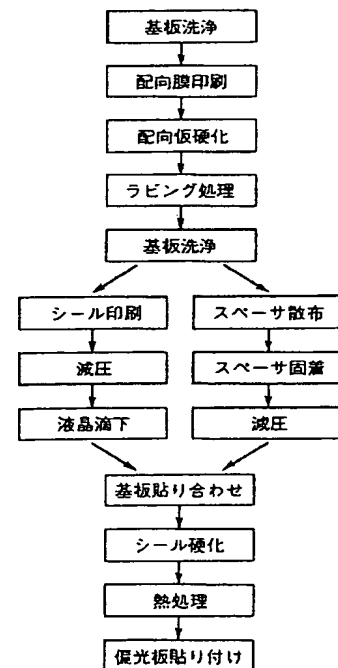 基板洗浄
配向膜印刷
配向仮硬化
ラビング処理
基板洗浄
シール印刷
スペーサ散布
減圧
スペーサ固着
液晶滴下
減圧
基板貼り合わせ
シール硬化
熱処理
偏光板貼り付け